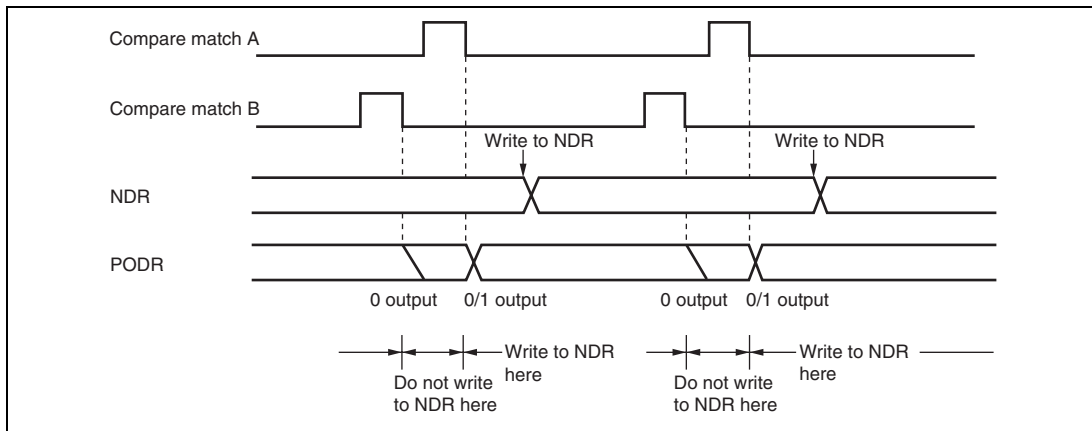 Compare match A
Compare match B
Write to NDR
Write to NDR
NDR
PODR
0 output
0/1 output
0 output
0/1 output
Write to NDR
here
Do not write
to NDR here
Write to NDR
here
Do not write
to NDR here